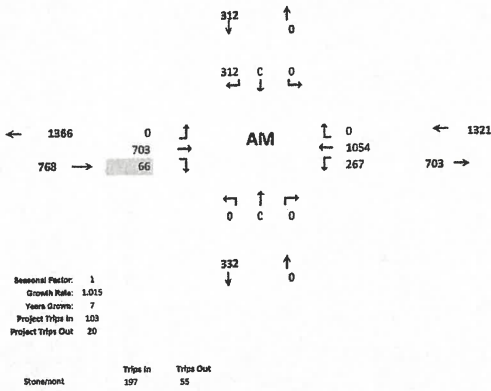 312
0
312 C 0
1366 0 AM 0 1321
703 1054
768 66 267 703
0 C 0
332
0
Seasonal Factor: 1
Growth Rate: 1.015
Years Grown: 7
Project Trips In 103
Project Trips Out 20
Trips In Trips Out
Stonemont 197 55